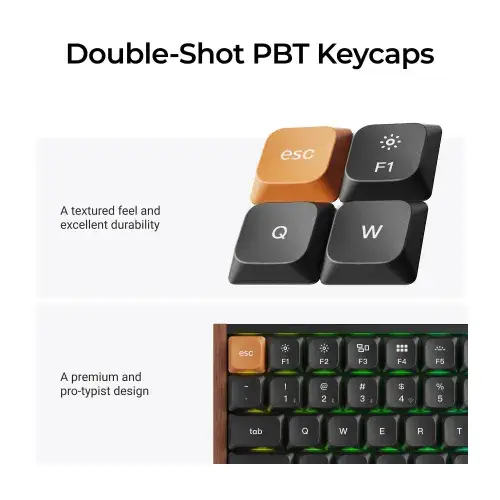 Double-Shot PBT Keycaps
esc
F1
A textured feel and
excellent durability
Q W
esc F1 F2 F3 F4 F5
A premium and
pro-typist design
! @ # $ %
1 2 3 4 5
tab Q W E R T